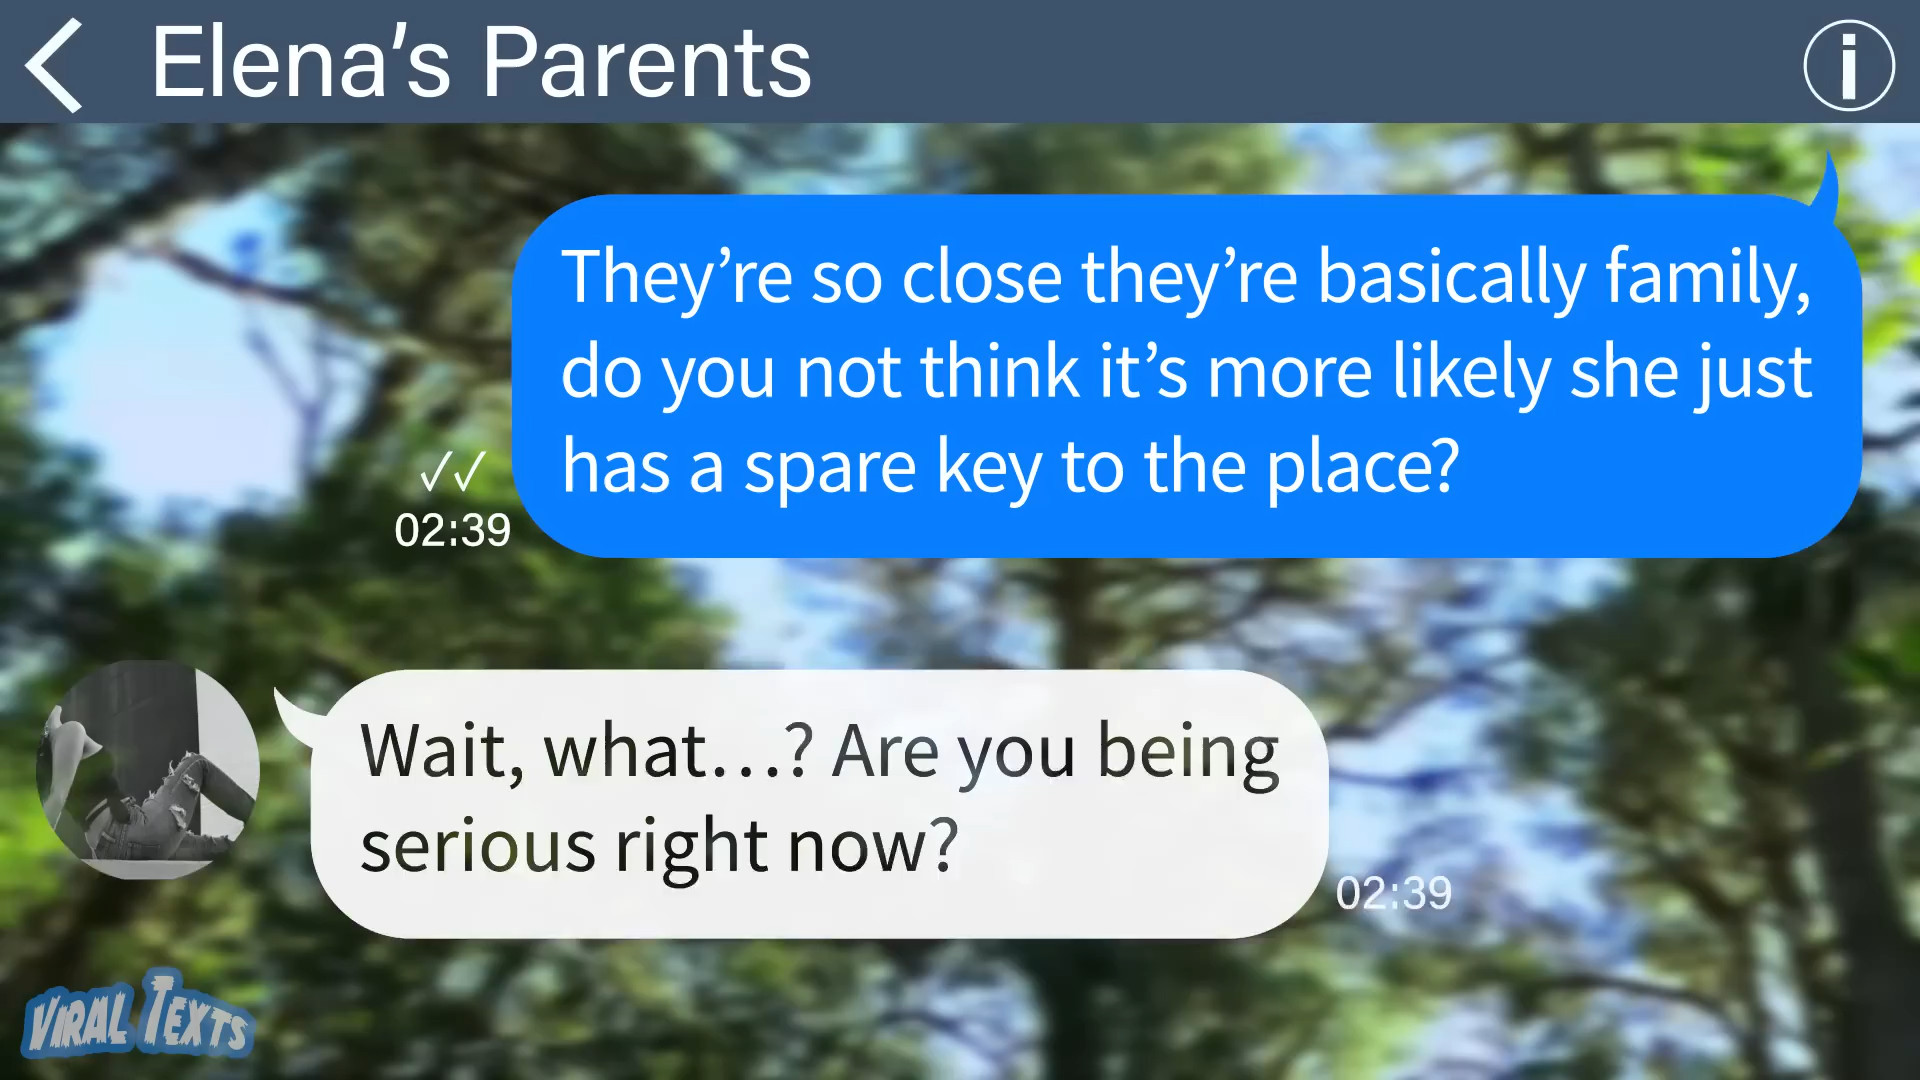 Elena’s Parents
They’re so close they’re basically family,
do you not think it’s more likely she just
has a spare key to the place?
✓✓
02:39
Wait, what…? Are you being
serious right now?
02:39
VIRAL TEXTS